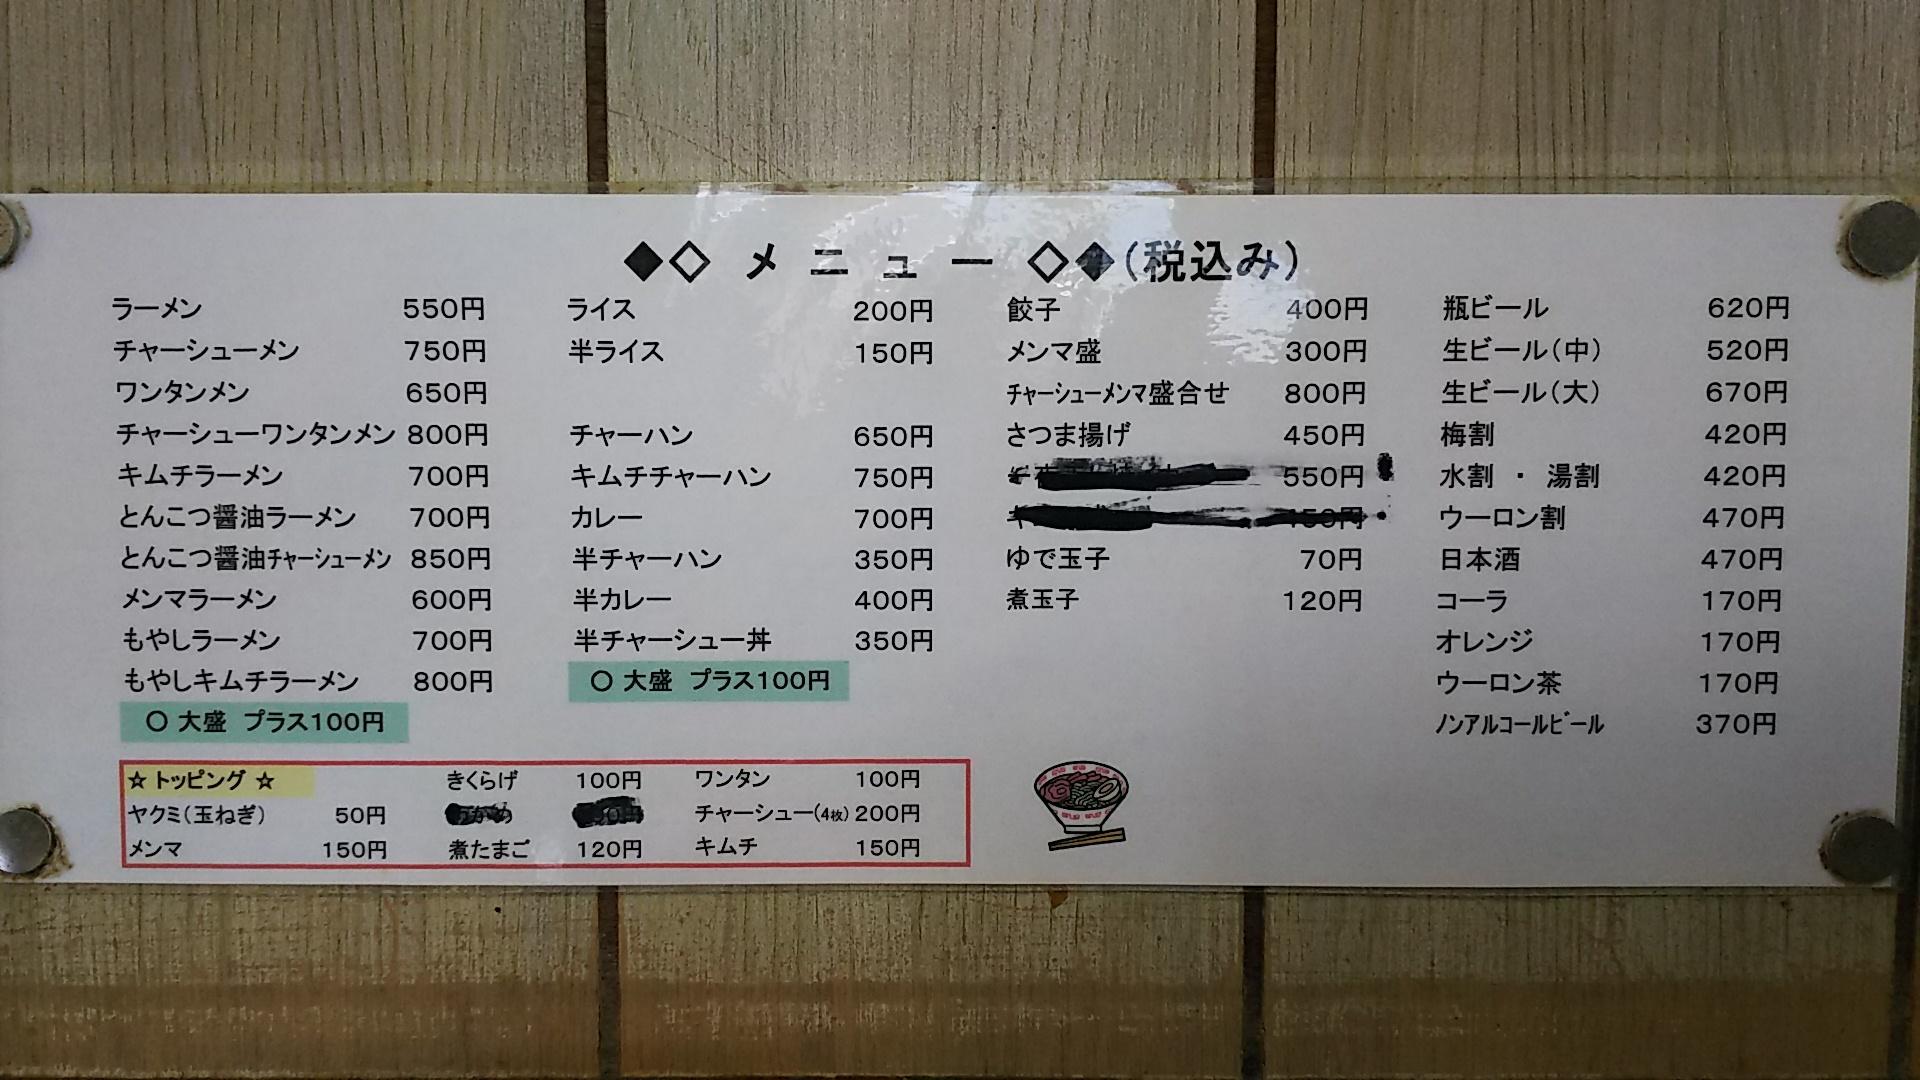 ◆◇ メニュー ◇◆(税込み)
ラーメン 550円
チャーシューメン 750円
ワンタンメン 650円
チャーシューワンタンメン 800円
キムチラーメン 700円
とんこつ醤油ラーメン 700円
とんこつ醤油チャーシューメン 850円
メンマラーメン 600円
もやしラーメン 700円
もやしキムチラーメン 800円
〇 大盛 プラス100円
ライス 200円
半ライス 150円
チャーハン 650円
キムチチャーハン 750円
カレー 700円
半チャーハン 350円
半カレー 400円
半チャーシュー丼 350円
〇 大盛 プラス100円
餃子 400円
メンマ盛 300円
チャーシューメンマ盛合せ 800円
さつま揚げ 450円
550円
150円
ゆで玉子 70円
煮玉子 120円
瓶ビール 620円
生ビール(中) 520円
生ビール(大) 670円
梅割 420円
水割 ・ 湯割 420円
ウーロン割 470円
日本酒 470円
コーラ 170円
オレンジ 170円
ウーロン茶 170円
ノンアルコールビール 370円
☆ トッピング ☆ きくらげ 100円 ワンタン 100円
ヤクミ(玉ねぎ) 50円 チャーシュー(4枚) 200円
メンマ 150円 煮たまご 120円 キムチ 150円